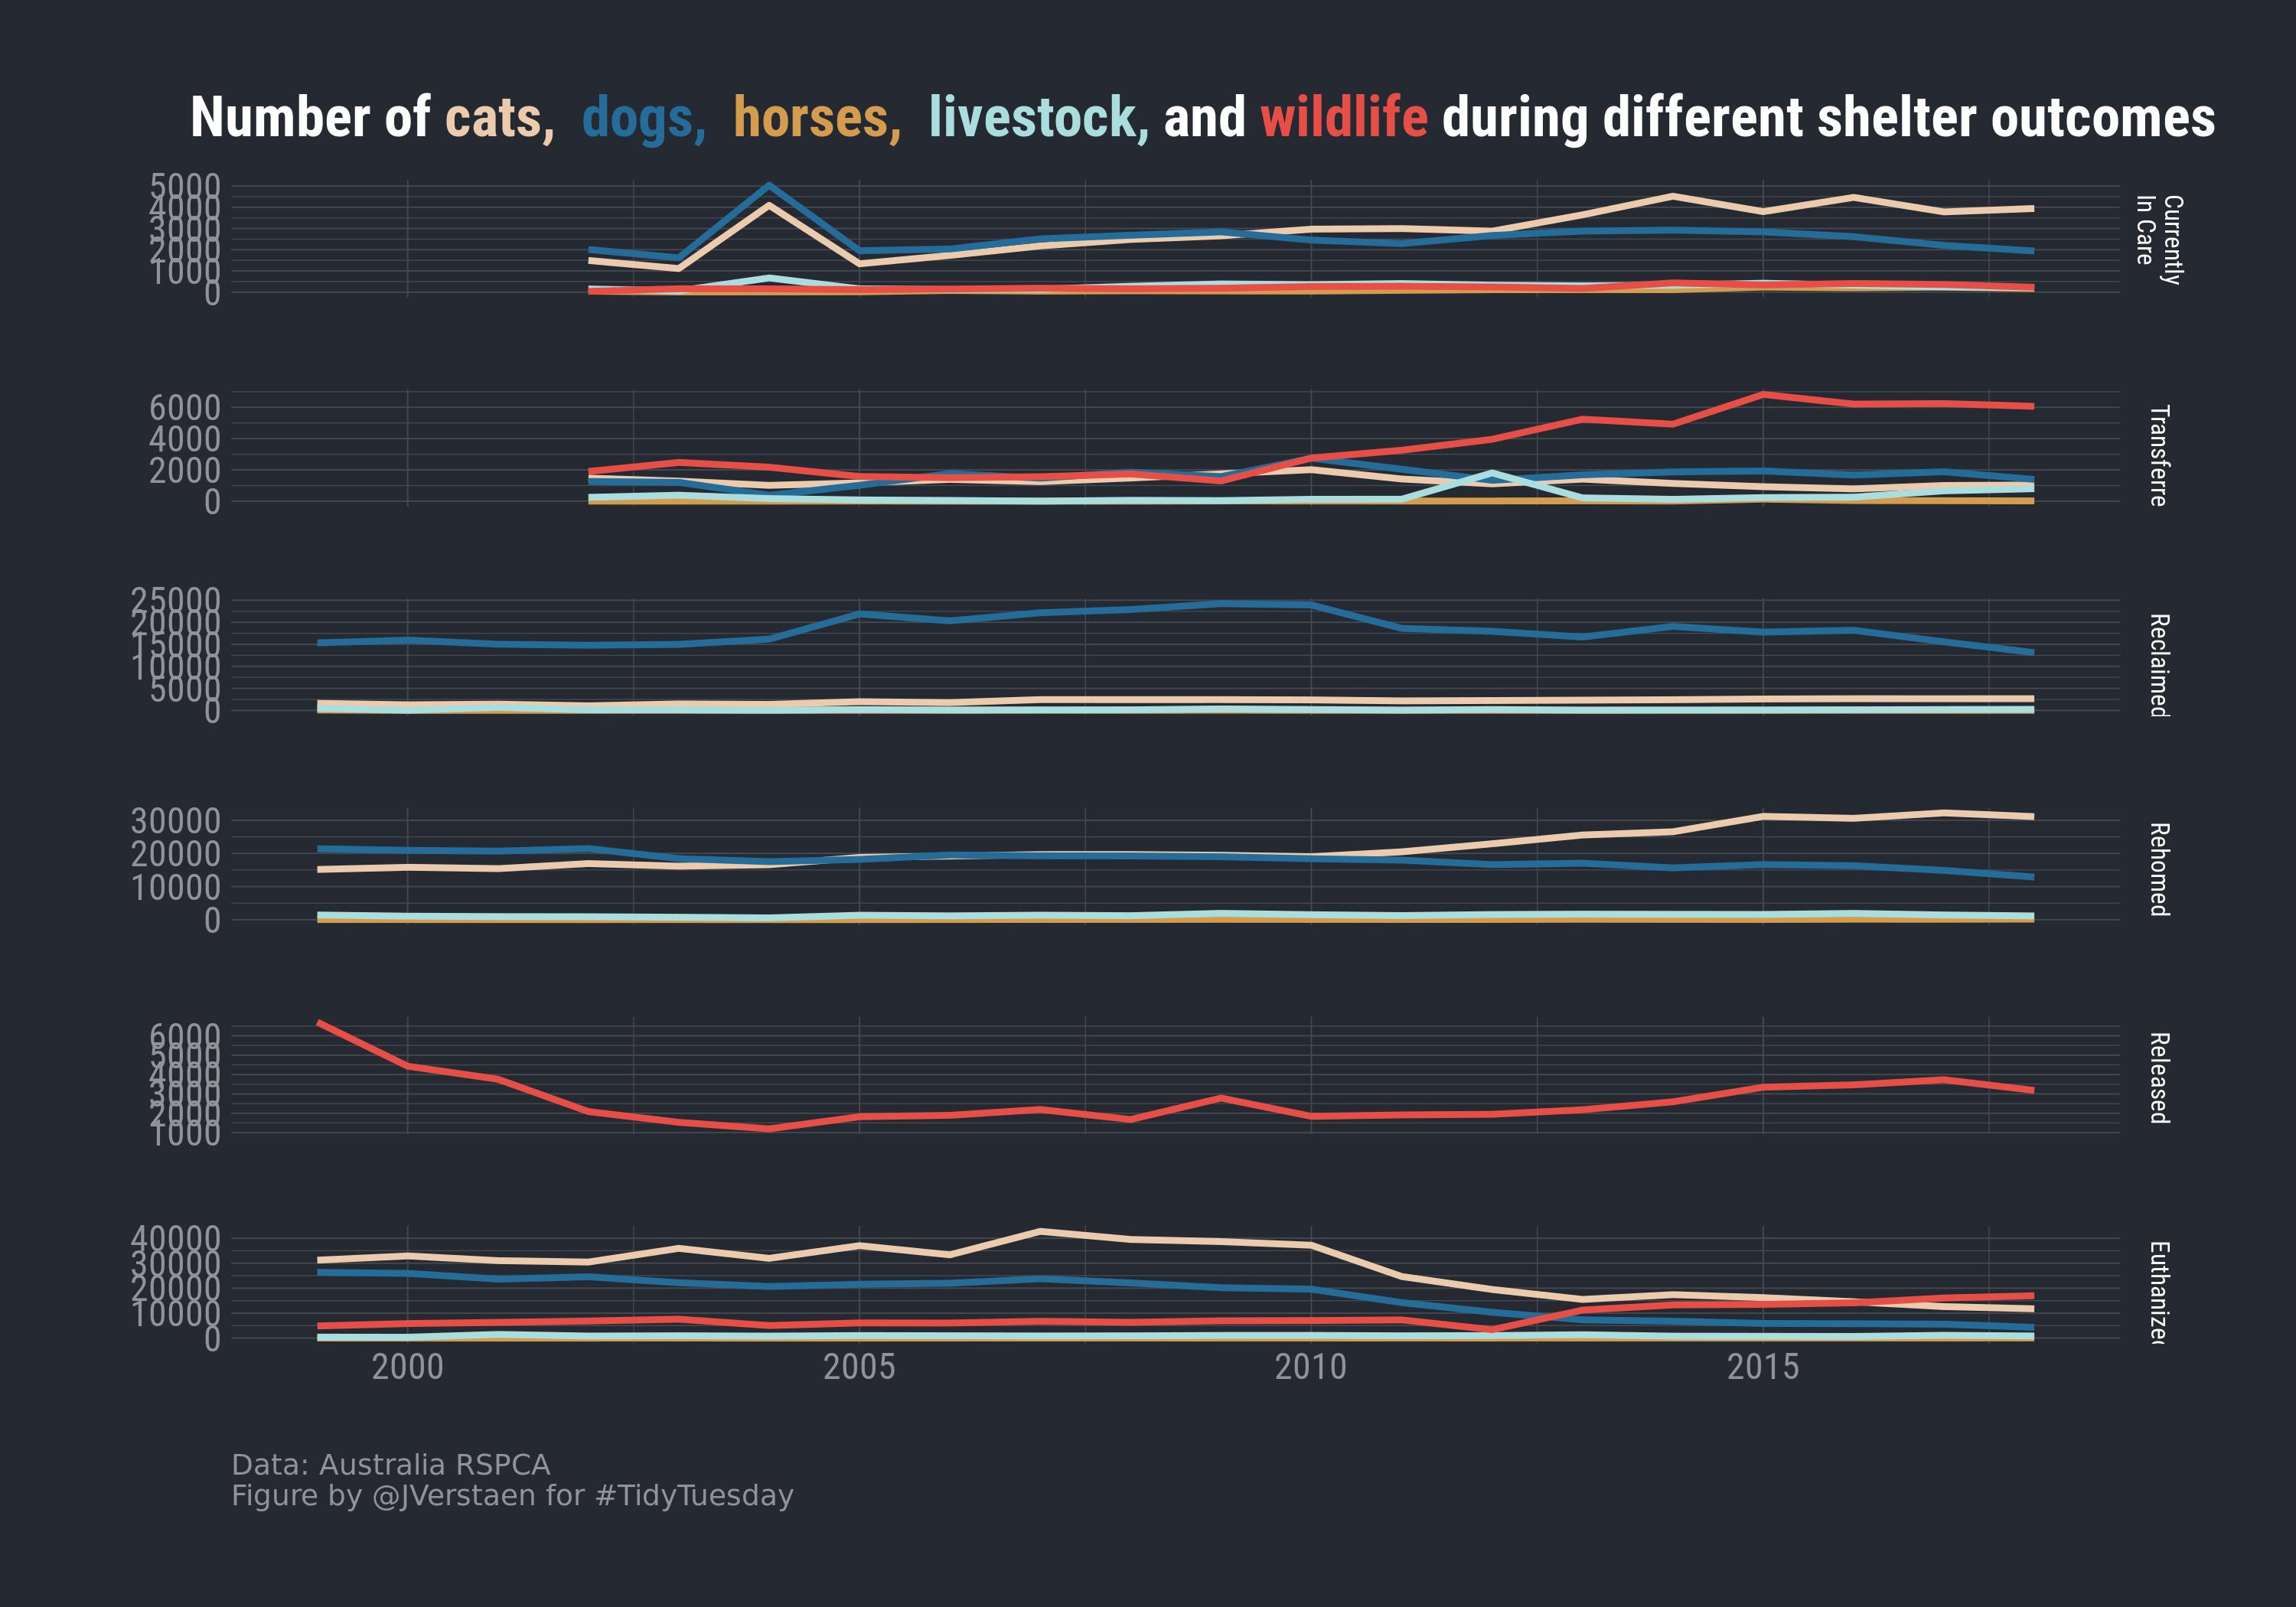 Number of cats, dogs, horses, livestock, and wildlife during different shelter outcomes
5000
4000
3000
2000
1000
0
Currently
In Care
6000
4000
2000
0
Transferre
25000
20000
15000
10000
5000
0
Reclaimed
30000
20000
10000
0
Rehomed
6000
5000
4000
3000
2000
1000
Released
40000
30000
20000
10000
0
Euthanized
2000 2005 2010 2015
Data: Australia RSPCA
Figure by @JVerstaen for #TidyTuesday